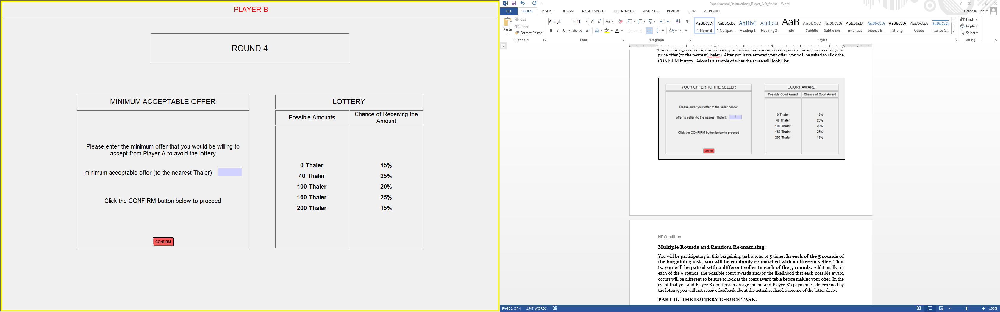 PLAYER B
ROUND 4
MINIMUM ACCEPTABLE OFFER
Please enter the minimum offer that you would be willing to
accept from Player A to avoid the lottery
minimum acceptable offer (to the nearest Thaler):
Click the CONFIRM button below to proceed
CONFIRM
LOTTERY
Possible Amounts
Chance of Receiving the
Amount
0 Thaler 15%
40 Thaler 25%
100 Thaler 20%
160 Thaler 25%
200 Thaler 15%
Experimental_Instructions_Buyer_NO_frame - Word
FILE HOME INSERT DESIGN PAGE LAYOUT REFERENCES MAILINGS REVIEW VIEW ACROBAT
Cardella, Eric
Paste
Cut
Copy
Format Painter
Clipboard
Georgia 11
Font
Paragraph
AaBbCcDc AaBbCcDc AaBbC AaBbCcI AaB AaBbCcD AaBbCcDt AaBbCcDt AaBbCcDt AaBbCcDc AaBbCcDt AaBbCcDt
¶ Normal ¶ No Spac... Heading 1 Heading 2 Title Subtitle Subtle Em... Emphasis Intense E... Strong Quote Intense Q...
Styles
Find
Replace
Select
Editing
1 1 2 3 4 5 6 7
table (if an agreement is not reached), on the left side of the screen you will be asked to enter your
price offer (to the nearest Thaler). After you have entered your offer, you will be asked to click the
CONFIRM button. Below is a sample of what the scree will look like:
YOUR OFFER TO THE SELLER
Please enter your offer to the seller bellow:
offer to seller (to the nearest Thaler):
Click the CONFIRM button below to proceed
CONFIRM
COURT AWARD
Possible Court Award Chance of Court Award
0 Thaler 15%
40 Thaler 25%
100 Thaler 20%
160 Thaler 25%
200 Thaler 15%
NF Condition
Multiple Rounds and Random Re-matching:
You will be participating in this bargaining task a total of 5 times. In each of the 5 rounds of
the bargaining task, you will be randomly re-matched with a different seller. That
is, you will be paired with a different seller in each of the 5 rounds. Additionally, in
each of the 5 rounds, the possible court awards and/or the likelihood that each possible award
occurs will be different so be sure to look at the court award table before making your offer. In the
event that you and Player B don't reach an agreement and Player B's payment is determined by
the lottery, you will not receive feedback about the actual realized outcome of the lotter draw.
PART II: THE LOTTERY CHOICE TASK:
PAGE 2 OF 4 1547 WORDS
100%